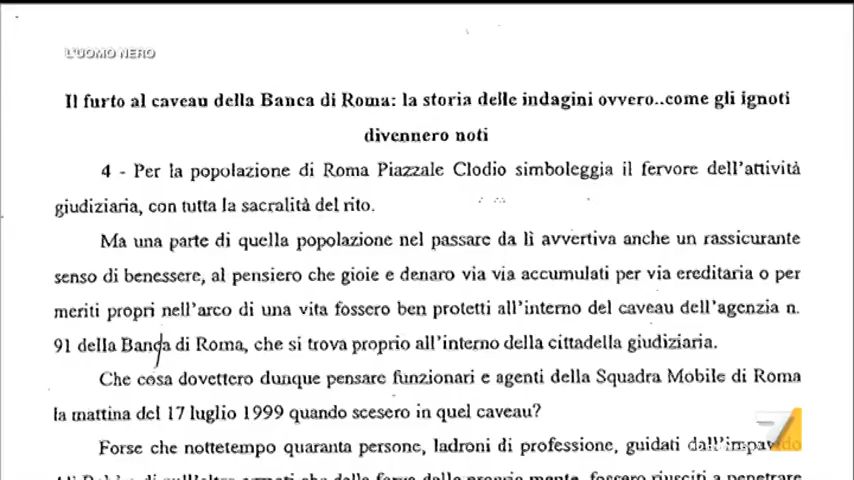 L'UOMO NERO
Il furto al caveau della Banca di Roma: la storia delle indagini ovvero..come gli ignoti
divennero noti
4 - Per la popolazione di Roma Piazzale Clodio simboleggia il fervore dell'attività
giudiziaria, con tutta la sacralità del rito.
Ma una parte di quella popolazione nel passare da lì avvertiva anche un rassicurante
senso di benessere, al pensiero che gioie e denaro via via accumulati per via ereditaria o per
meriti propri nell'arco di una vita fossero ben protetti all'interno del caveau dell'agenzia n.
91 della Banca di Roma, che si trova proprio all'interno della cittadella giudiziaria.
Che cosa dovettero dunque pensare funzionari e agenti della Squadra Mobile di Roma
la mattina del 17 luglio 1999 quando scesero in quel caveau?
Forse che nottetempo quaranta persone, ladroni di professione, guidati dall'impavido
penetrare